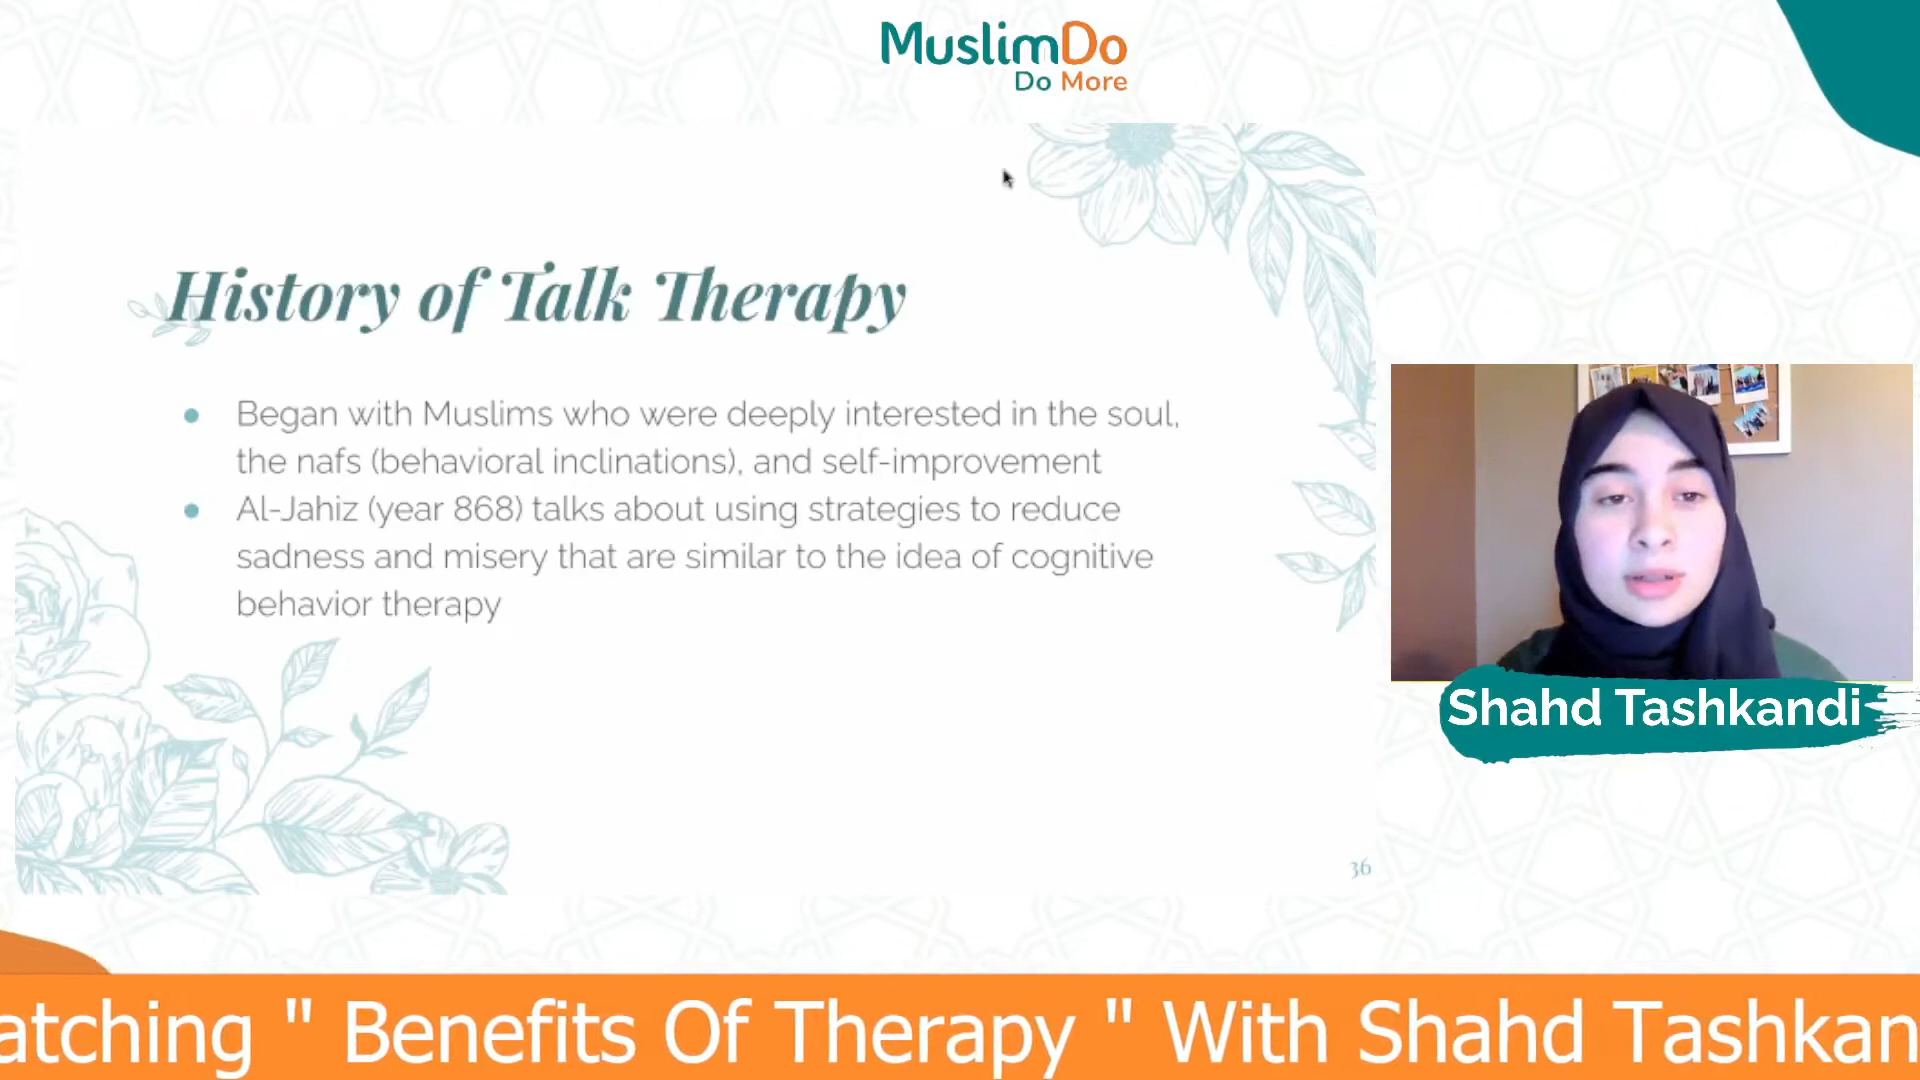 MuslimDo
Do More
History of Talk Therapy
Began with Muslims who were deeply interested in the soul,
the nafs (behavioral inclinations), and self-improvement
Al-Jahiz (year 868) talks about using strategies to reduce
sadness and misery that are similar to the idea of cognitive
behavior therapy
36
Shahd Tashkandi
atching " Benefits Of Therapy " With Shahd Tashkan